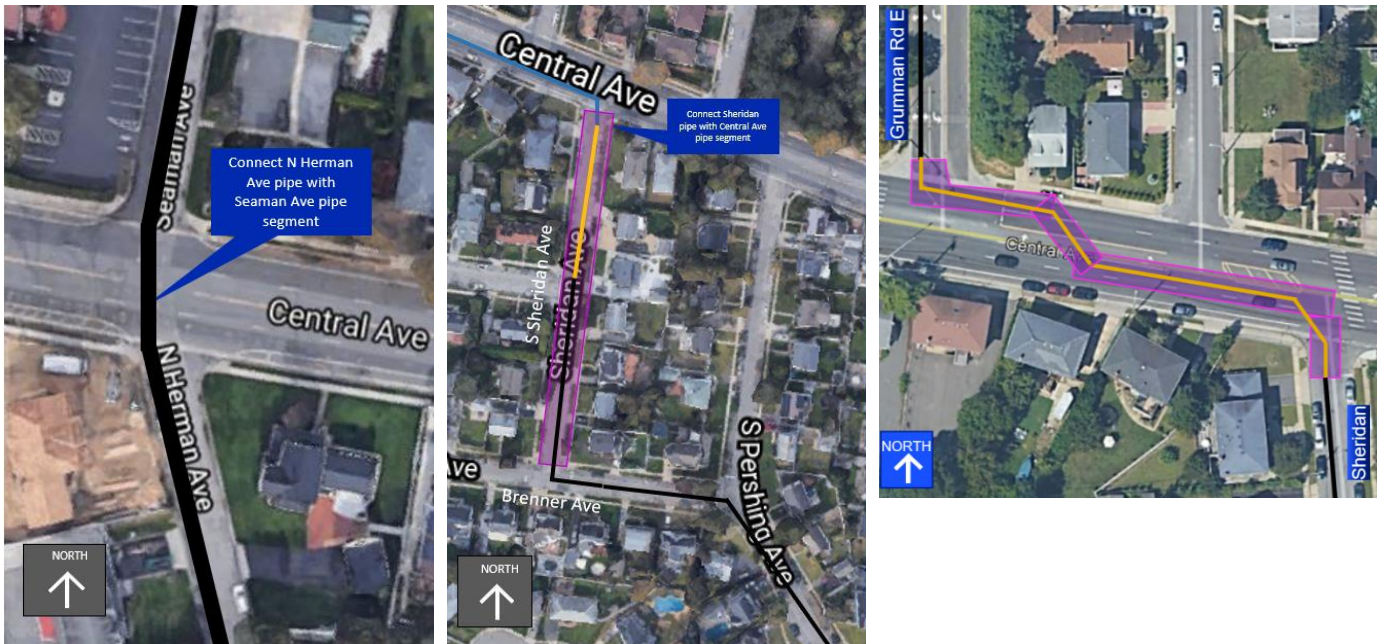 Seaman Ave
Connect N Herman
Ave pipe with
Seaman Ave pipe
segment
Central Ave
N Herman Ave
NORTH
Central Ave
Connect Sheridan
pipe with Central Ave
pipe segment
S Sheridan Ave
Sheridan Ave
S Pershing Ave
Ave
Brenner Ave
NORTH
Grumman Rd E
Central A
NORTH
Sheridan